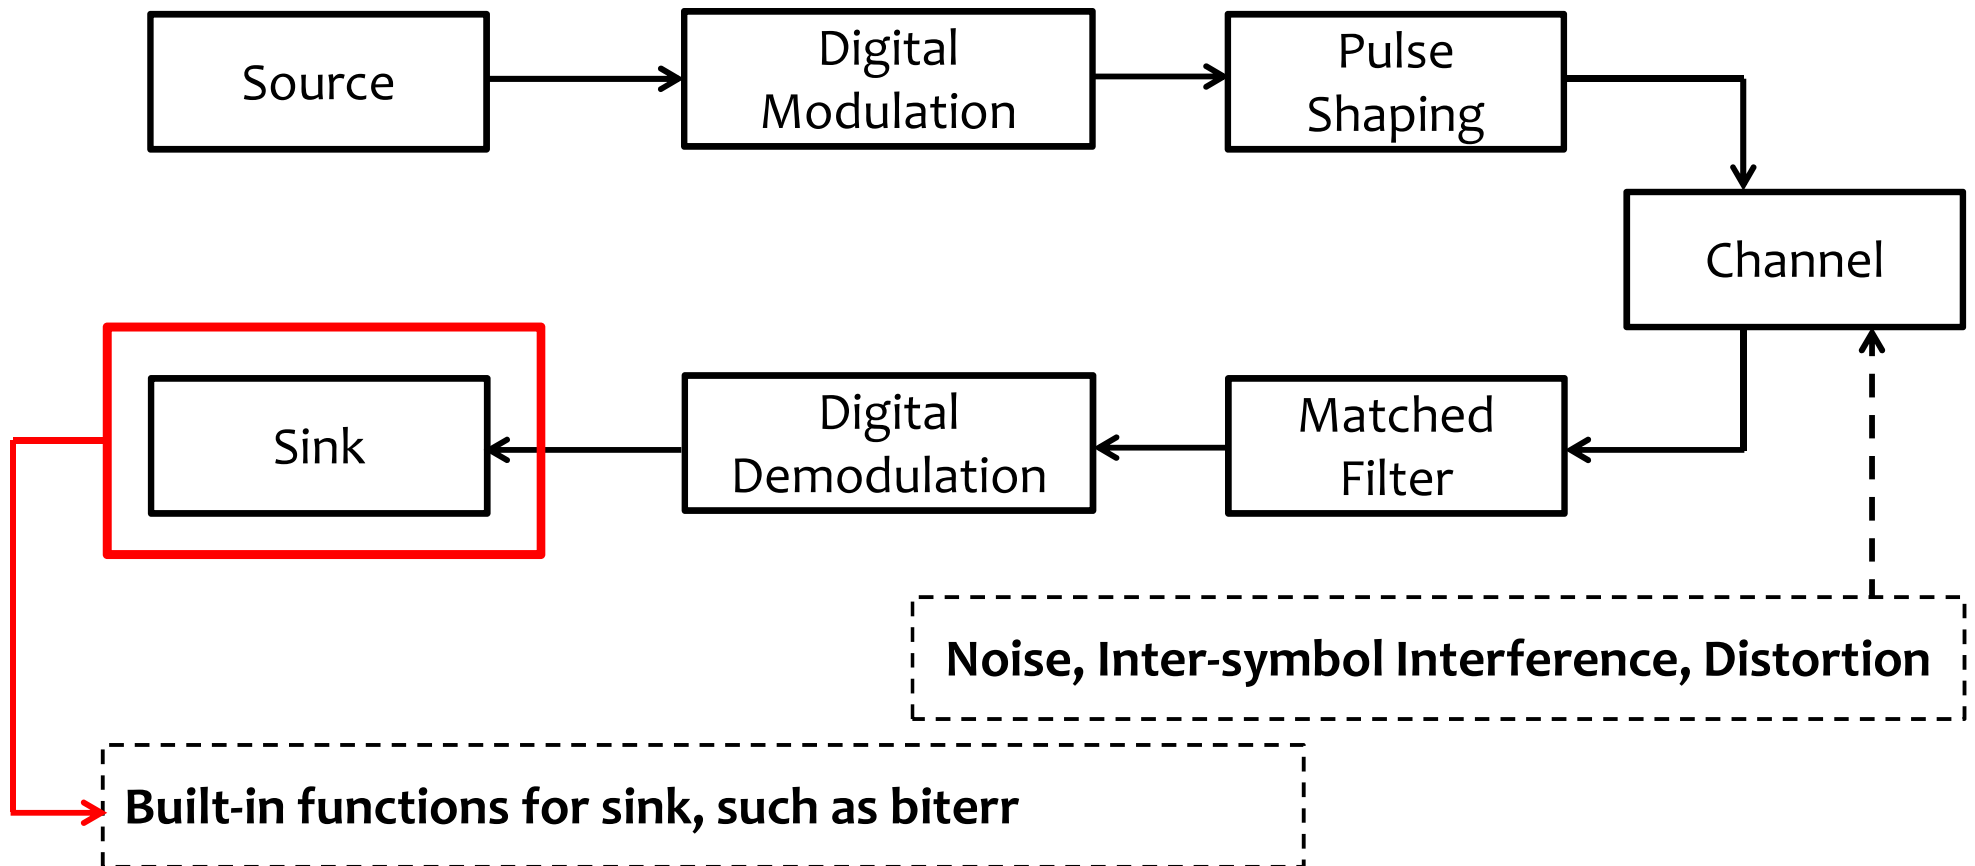 Source
Digital
Modulation
Pulse
Shaping
Channel
Sink
Digital
Demodulation
Matched
Filter
Noise, Inter-symbol Interference, Distortion
Built-in functions for sink, such as biterr